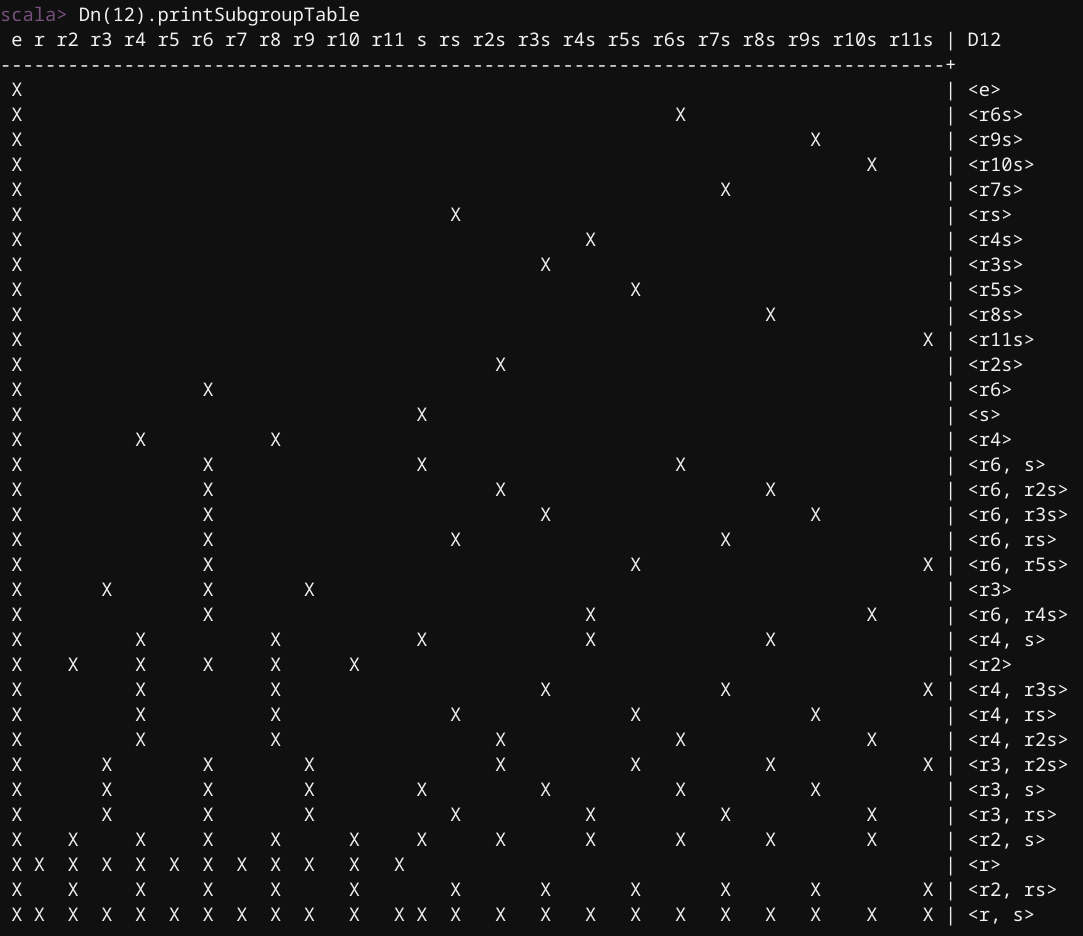 scala> Dn(12).printSubgroupTable
e r r2 r3 r4 r5 r6 r7 r8 r9 r10 r11 s rs r2s r3s r4s r5s r6s r7s r8s r9s r10s r11s | D12
------------------------------------------------------------------------------------+
X | <e>
X X | <r6s>
X X | <r9s>
X X | <r10s>
X X | <r7s>
X X | <rs>
X X | <r4s>
X X | <r3s>
X X | <r5s>
X X | <r8s>
X X | <r11s>
X X | <r2s>
X X | <r6>
X X | <s>
X X X | <r4>
X X X X | <r6, s>
X X X X | <r6, r2s>
X X X X | <r6, r3s>
X X X X | <r6, rs>
X X X X | <r6, r5s>
X X X X | <r3>
X X X X | <r6, r4s>
X X X X X X | <r4, s>
X X X X X X | <r2>
X X X X X X | <r4, r3s>
X X X X X X | <r4, rs>
X X X X X X | <r4, r2s>
X X X X X X X X | <r3, r2s>
X X X X X X X X | <r3, s>
X X X X X X X X | <r3, rs>
X X X X X X X X X X X X | <r2, s>
X X X X X X X X X X X X | <r>
X X X X X X X X X X X X | <r2, rs>
X X X X X X X X X X X X X X X X X X X X X X X X | <r, s>